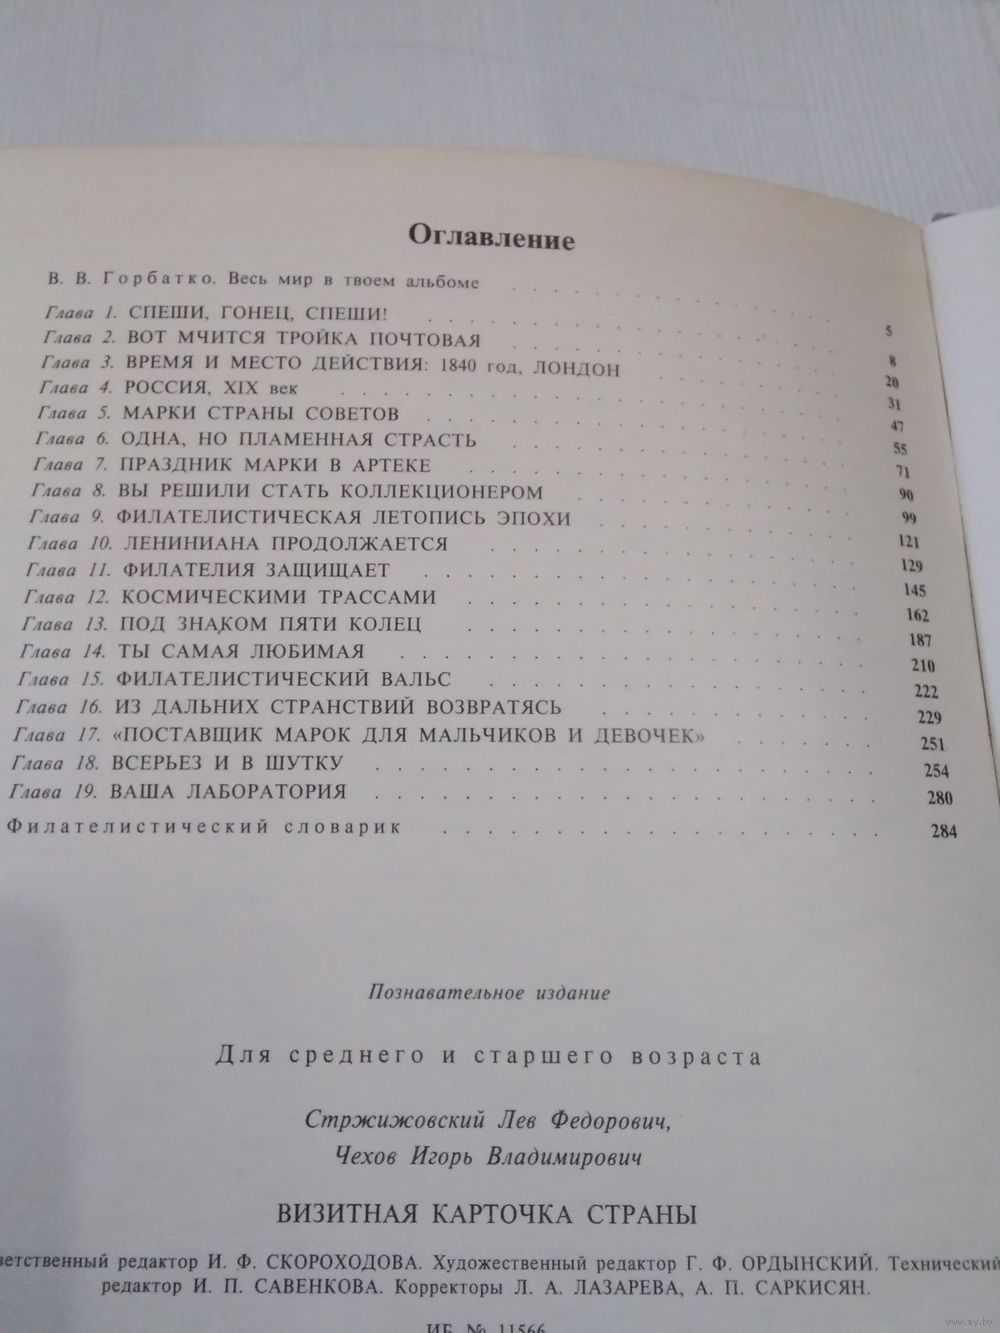 Оглавление
В. В. Горбатко. Весь мир в твоем альбоме . . . . . . . . . . 5
Глава 1. СПЕШИ, ГОНЕЦ, СПЕШИ! . . . . . . . . . . 8
Глава 2. ВОТ МЧИТСЯ ТРОЙКА ПОЧТОВАЯ . . . . . . . . . . 20
Глава 3. ВРЕМЯ И МЕСТО ДЕЙСТВИЯ: 1840 год, ЛОНДОН . . . . . . . . . . 31
Глава 4. РОССИЯ, XIX век . . . . . . . . . . 47
Глава 5. МАРКИ СТРАНЫ СОВЕТОВ . . . . . . . . . . 55
Глава 6. ОДНА, НО ПЛАМЕННАЯ СТРАСТЬ . . . . . . . . . . 71
Глава 7. ПРАЗДНИК МАРКИ В АРТЕКЕ . . . . . . . . . . 90
Глава 8. ВЫ РЕШИЛИ СТАТЬ КОЛЛЕКЦИОНЕРОМ . . . . . . . . . . 99
Глава 9. ФИЛАТЕЛИСТИЧЕСКАЯ ЛЕТОПИСЬ ЭПОХИ . . . . . . . . . . 121
Глава 10. ЛЕНИНИАНА ПРОДОЛЖАЕТСЯ . . . . . . . . . . 129
Глава 11. ФИЛАТЕЛИЯ ЗАЩИЩАЕТ . . . . . . . . . . 145
Глава 12. КОСМИЧЕСКИМИ ТРАССАМИ . . . . . . . . . . 162
Глава 13. ПОД ЗНАКОМ ПЯТИ КОЛЕЦ . . . . . . . . . . 187
Глава 14. ТЫ САМАЯ ЛЮБИМАЯ . . . . . . . . . . 210
Глава 15. ФИЛАТЕЛИСТИЧЕСКИЙ ВАЛЬС . . . . . . . . . . 222
Глава 16. ИЗ ДАЛЬНИХ СТРАНСТВИЙ ВОЗВРАТЯСЬ . . . . . . . . . . 229
Глава 17. «ПОСТАВЩИК МАРОК ДЛЯ МАЛЬЧИКОВ И ДЕВОЧЕК» . . . . . . 251
Глава 18. ВСЕРЬЕЗ И В ШУТКУ . . . . . . . . . . 254
Глава 19. ВАША ЛАБОРАТОРИЯ . . . . . . . . . . 280
Филателистический словарик . . . . . . . . . . 284
Познавательное издание
Для среднего и старшего возраста
Стржижовский Лев Федорович,
Чехов Игорь Владимирович
ВИЗИТНАЯ КАРТОЧКА СТРАНЫ
ветственный редактор И. Ф. СКОРОХОДОВА. Художественный редактор Г. Ф. ОРДЫНСКИЙ. Технический
редактор И. П. САВЕНКОВА. Корректоры Л. А. ЛАЗАРЕВА, А. П. САРКИСЯН.
ИБ № 11566
www.ay.by